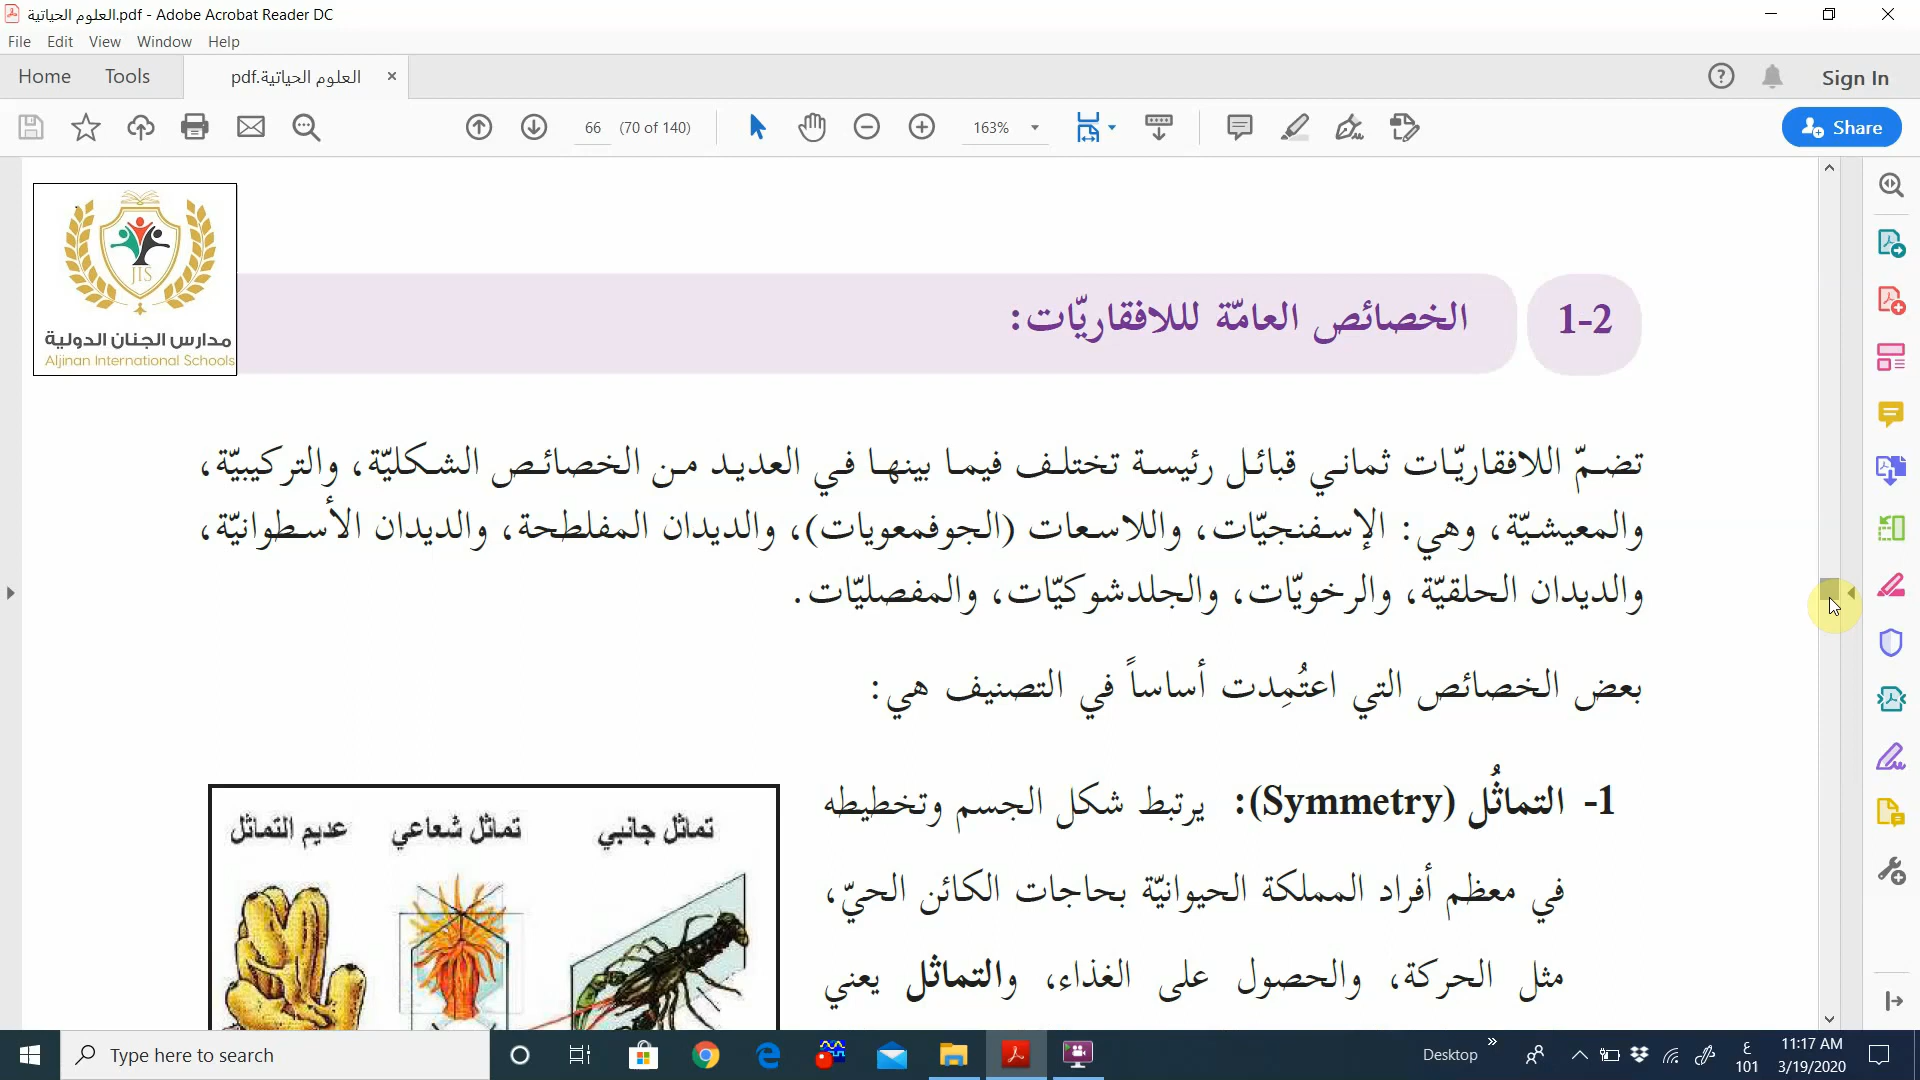 العلوم الحياتية.pdf - Adobe Acrobat Reader DC
File Edit View Window Help
Home Tools العلوم الحياتية.pdf × Sign In
66 (70 of 140) 163% Share
JIS
مدارس الجنان الدولية
Aljinan International Schools
1-2 الخصائص العامّة لللافقاريّات:
تضمّ اللافقاريّات ثماني قبائل رئيسة تختلف فيما بينها في العديد من الخصائص الشكليّة، والتركيبيّة،
والمعيشيّة، وهي: الإسفنجيّات، واللاسعات (الجوفمعويات)، والديدان المفلطحة، والديدان الأسطوانيّة،
والديدان الحلقيّة، والرخويّات، والجلدشوكيّات، والمفصليّات.
بعض الخصائص التي اعتُمِدت أساساً في التصنيف هي:
1- التماثُل (Symmetry): يرتبط شكل الجسم وتخطيطه
في معظم أفراد المملكة الحيوانيّة بحاجات الكائن الحيّ،
مثل الحركة، والحصول على الغذاء، والتماثل يعني
تماثل جانبي تماثل شعاعي عديم التماثل
Type here to search Desktop » ع 11:17 AM
101 3/19/2020